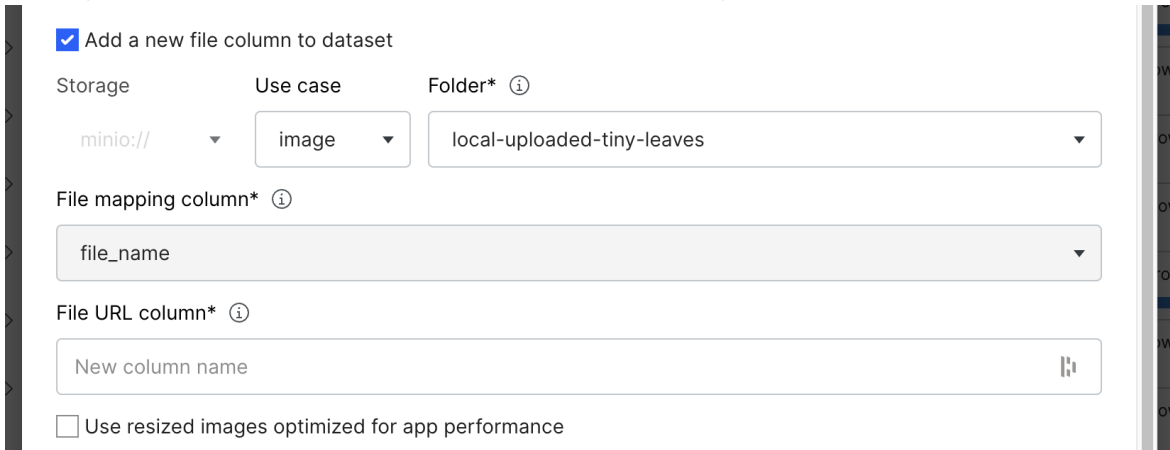 Add a new file column to dataset
Storage Use case Folder*
minio:// image local-uploaded-tiny-leaves
File mapping column*
file_name
File URL column*
New column name
Use resized images optimized for app performance